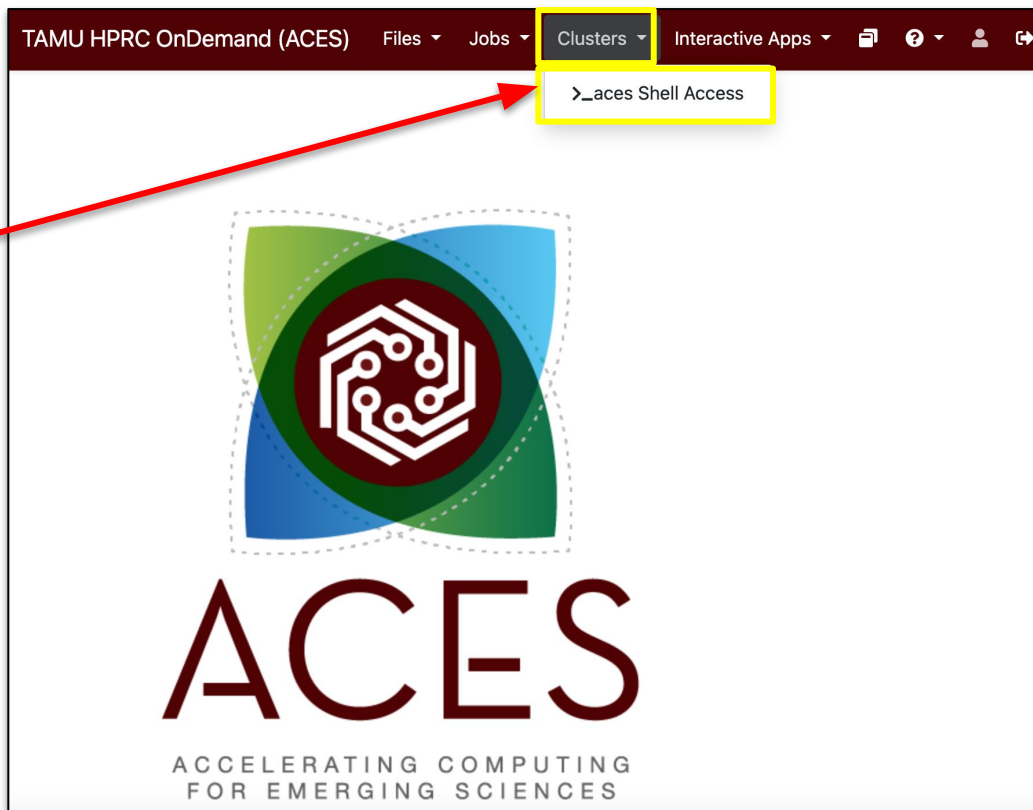 TAMU HPRC OnDemand (ACES) Files Jobs Clusters Interactive Apps
>_aces Shell Access
ACES
ACCELERATING COMPUTING
FOR EMERGING SCIENCES